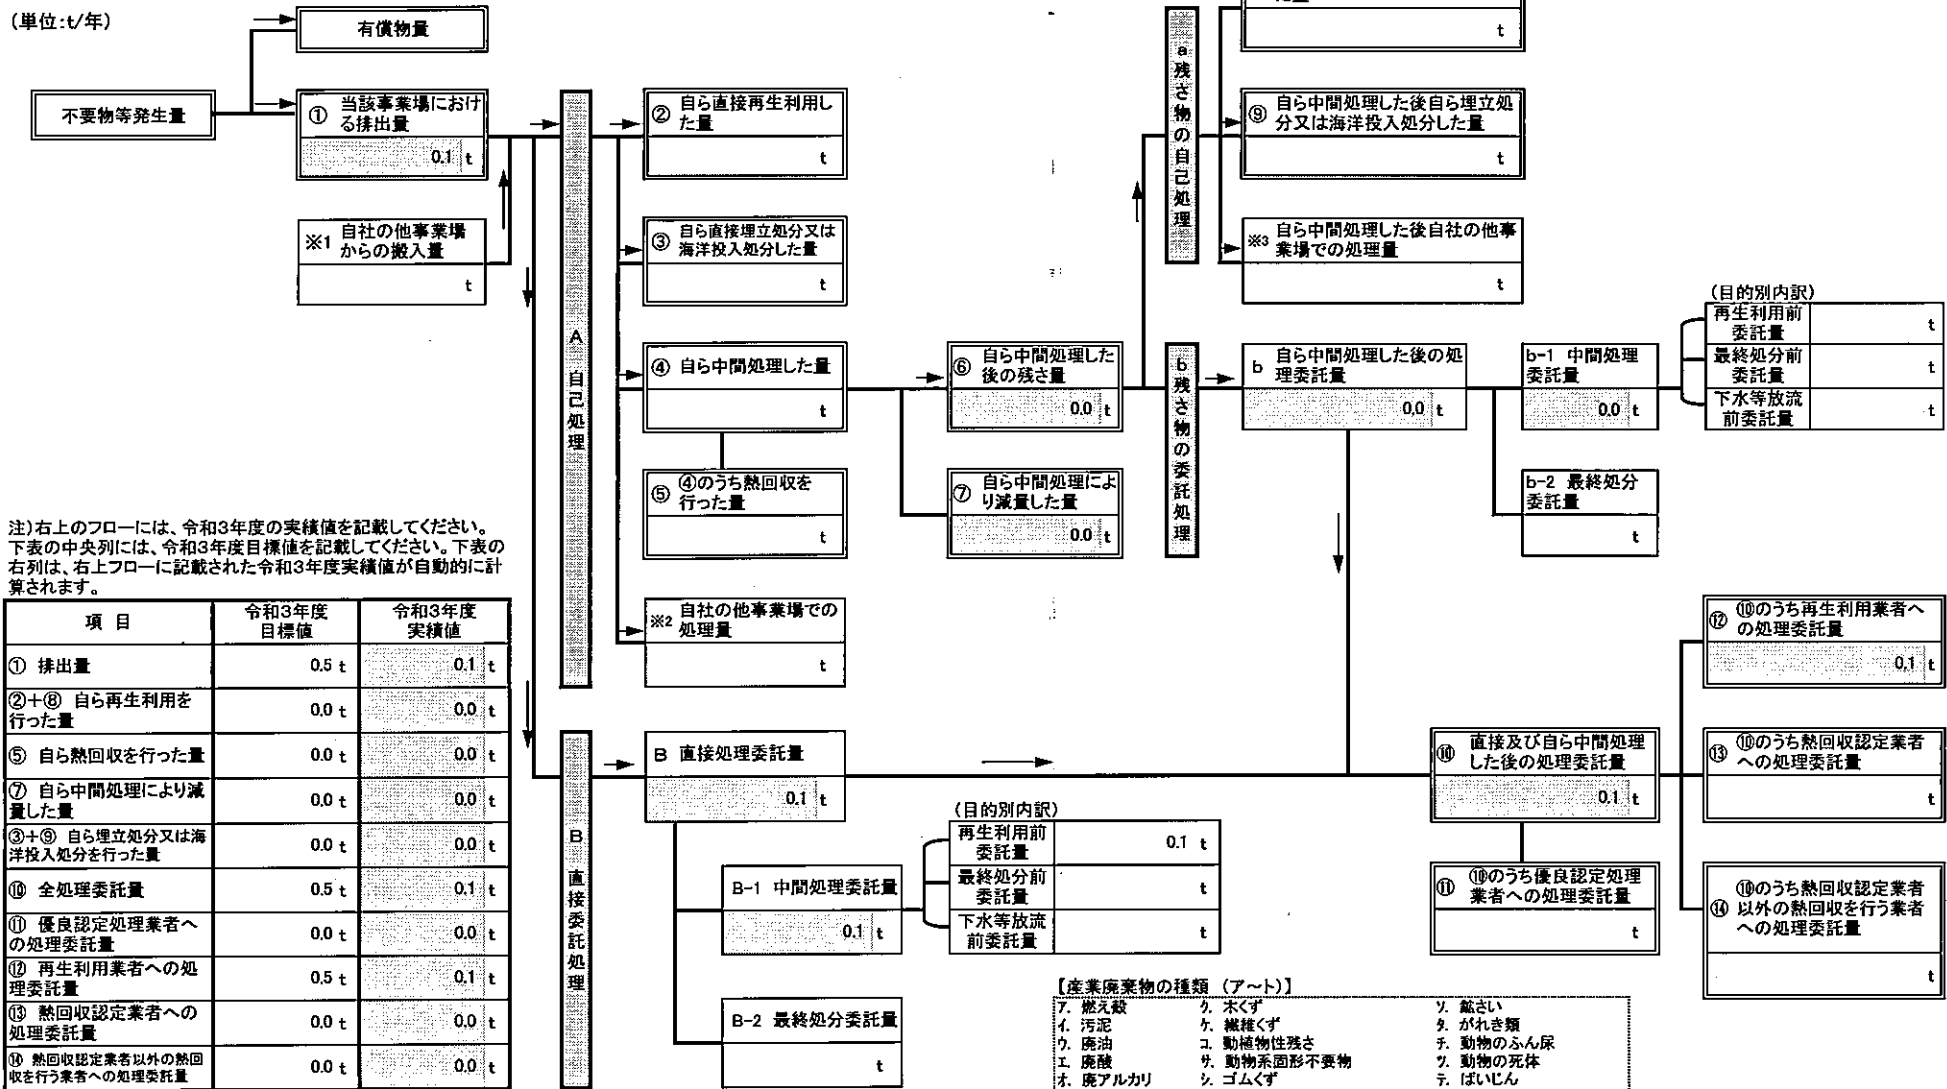 (単位:t/年)
有償物量
不要物等発生量
① 当該事業場におけ
る排出量
0.1 t
※1 自社の他事業場
からの搬入量
t
A 自己処理
② 自ら直接再生利用し
た量
t
③ 自ら直接埋立処分又は
海洋投入処分した量
t
④ 自ら中間処理した量
t
⑤ ④のうち熱回収を
行った量
t
※2 自社の他事業場での
処理量
t
⑥ 自ら中間処理した
後の残さ量
0.0 t
⑦ 自ら中間処理によ
り減量した量
0.0 t
a 残さ物の自己処理
t
⑨ 自ら中間処理した後自ら埋立処
分又は海洋投入処分した量
t
※3 自ら中間処理した後自社の他事
業場での処理量
t
b 残さ物の委託処理
b 自ら中間処理した後の処
理委託量
0.0 t
b-1 中間処理
委託量
0.0 t
(目的別内訳)
再生利用前
委託量
t
最終処分前
委託量
t
下水等放流
前委託量
t
b-2 最終処分
委託量
t
注)右上のフローには、令和3年度の実績値を記載してください。
下表の中央列には、令和3年度目標値を記載してください。下表の
右列は、右上フローに記載された令和3年度実績値が自動的に計
算されます。
項 目 令和3年度 目標値 令和3年度 実績値
① 排出量 0.5 t 0.1 t
②+⑧ 自ら再生利用を
行った量 0.0 t 0.0 t
⑤ 自ら熱回収を行った量 0.0 t 0.0 t
⑦ 自ら中間処理により減
量した量 0.0 t 0.0 t
③+⑨ 自ら埋立処分又は海
洋投入処分を行った量 0.0 t 0.0 t
⑩ 全処理委託量 0.5 t 0.1 t
⑪ 優良認定処理業者へ
の処理委託量 0.0 t 0.0 t
⑫ 再生利用業者への処
理委託量 0.5 t 0.1 t
⑬ 熱回収認定業者への
処理委託量 0.0 t 0.0 t
⑭ 熱回収認定業者以外の熱回
収を行う業者への処理委託量 0.0 t 0.0 t
B 直接委託処理
B 直接処理委託量
0.1 t
B-1 中間処理委託量
0.1 t
(目的別内訳)
再生利用前
委託量
0.1 t
最終処分前
委託量
t
下水等放流
前委託量
t
B-2 最終処分委託量
t
⑩ 直接及び自ら中間処理
した後の処理委託量
0.1 t
⑪ ⑩のうち優良認定処理
業者への処理委託量
t
⑫ ⑩のうち再生利用業者へ
の処理委託量
0.1 t
⑬ ⑩のうち熱回収認定業者
への処理委託量
t
⑭ ⑩のうち熱回収認定業者
以外の熱回収を行う業者
への処理委託量
t
【産業廃棄物の種類 (ア~ト)】
ア. 燃え殻 ク. 木くず ソ. 鉱さい
イ. 汚泥 ケ. 繊維くず タ. がれき類
ウ. 廃油 コ. 動植物性残さ チ. 動物のふん尿
エ. 廃酸 サ. 動物系固形不要物 ツ. 動物の死体
オ. 廃アルカリ シ. ゴムくず テ. ばいじん